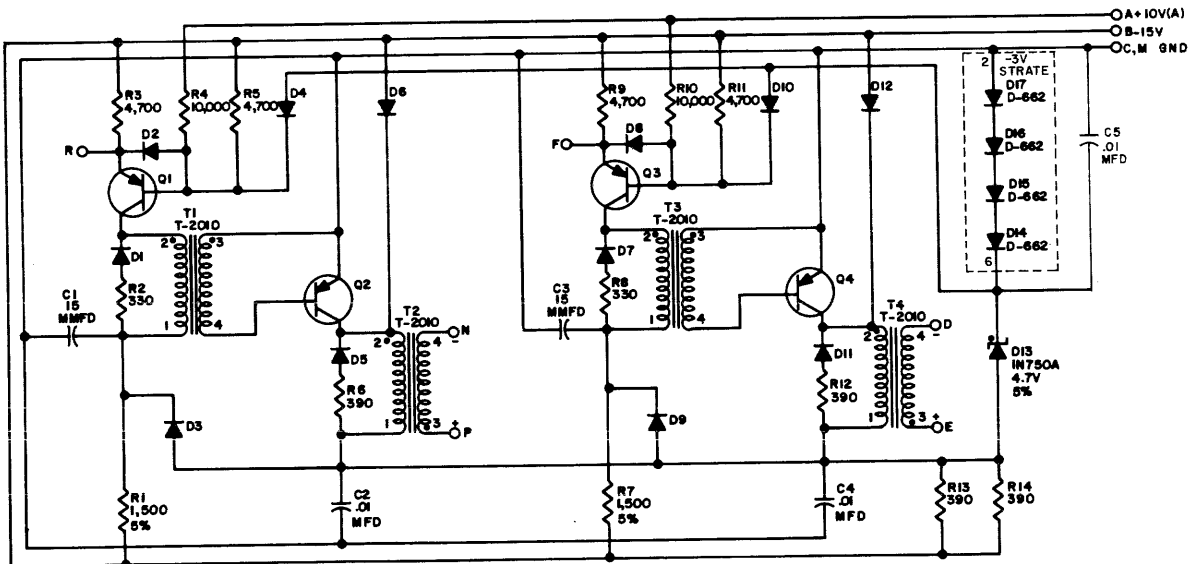 A+10V(A)
B-15V
C,M GND
R3
4,700
R4
10,000
R5
4,700
D4
D6
R9
4,700
R10
10,000
R11
4,700
D10
D12
2
-3V
STRATE
D17
D-662
D16
D-662
D15
D-662
D14
D-662
6
C5
.01
MFD
R
D2
Q1
F
D8
Q3
T1
T-2010
2
3
1
4
D1
R2
330
C1
15
MMFD
Q2
T2
T-2010
2
4
1
3
N
-
P
+
D5
R6
390
D3
R1
1,500
5%
C2
.01
MFD
T3
T-2010
2
3
1
4
D7
R8
330
C3
15
MMFD
Q4
T4
T-2010
2
4
1
3
D
-
E
+
D11
R12
390
D9
R7
1,500
5%
C4
.01
MFD
D13
IN750A
4.7V
5%
R13
390
R14
390